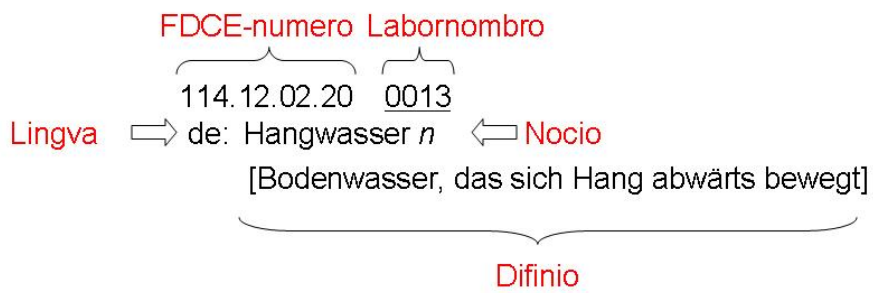 FDCE-numero Labornombro
114.12.02.20 0013
Lingva de: Hangwasser n Nocio
[Bodenwasser, das sich Hang abwärts bewegt]
Difinio